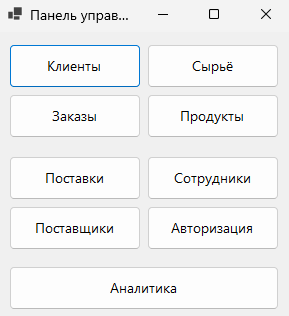 Панель управ...
Клиенты
Сырьё
Заказы
Продукты
Поставки
Сотрудники
Поставщики
Авторизация
Аналитика